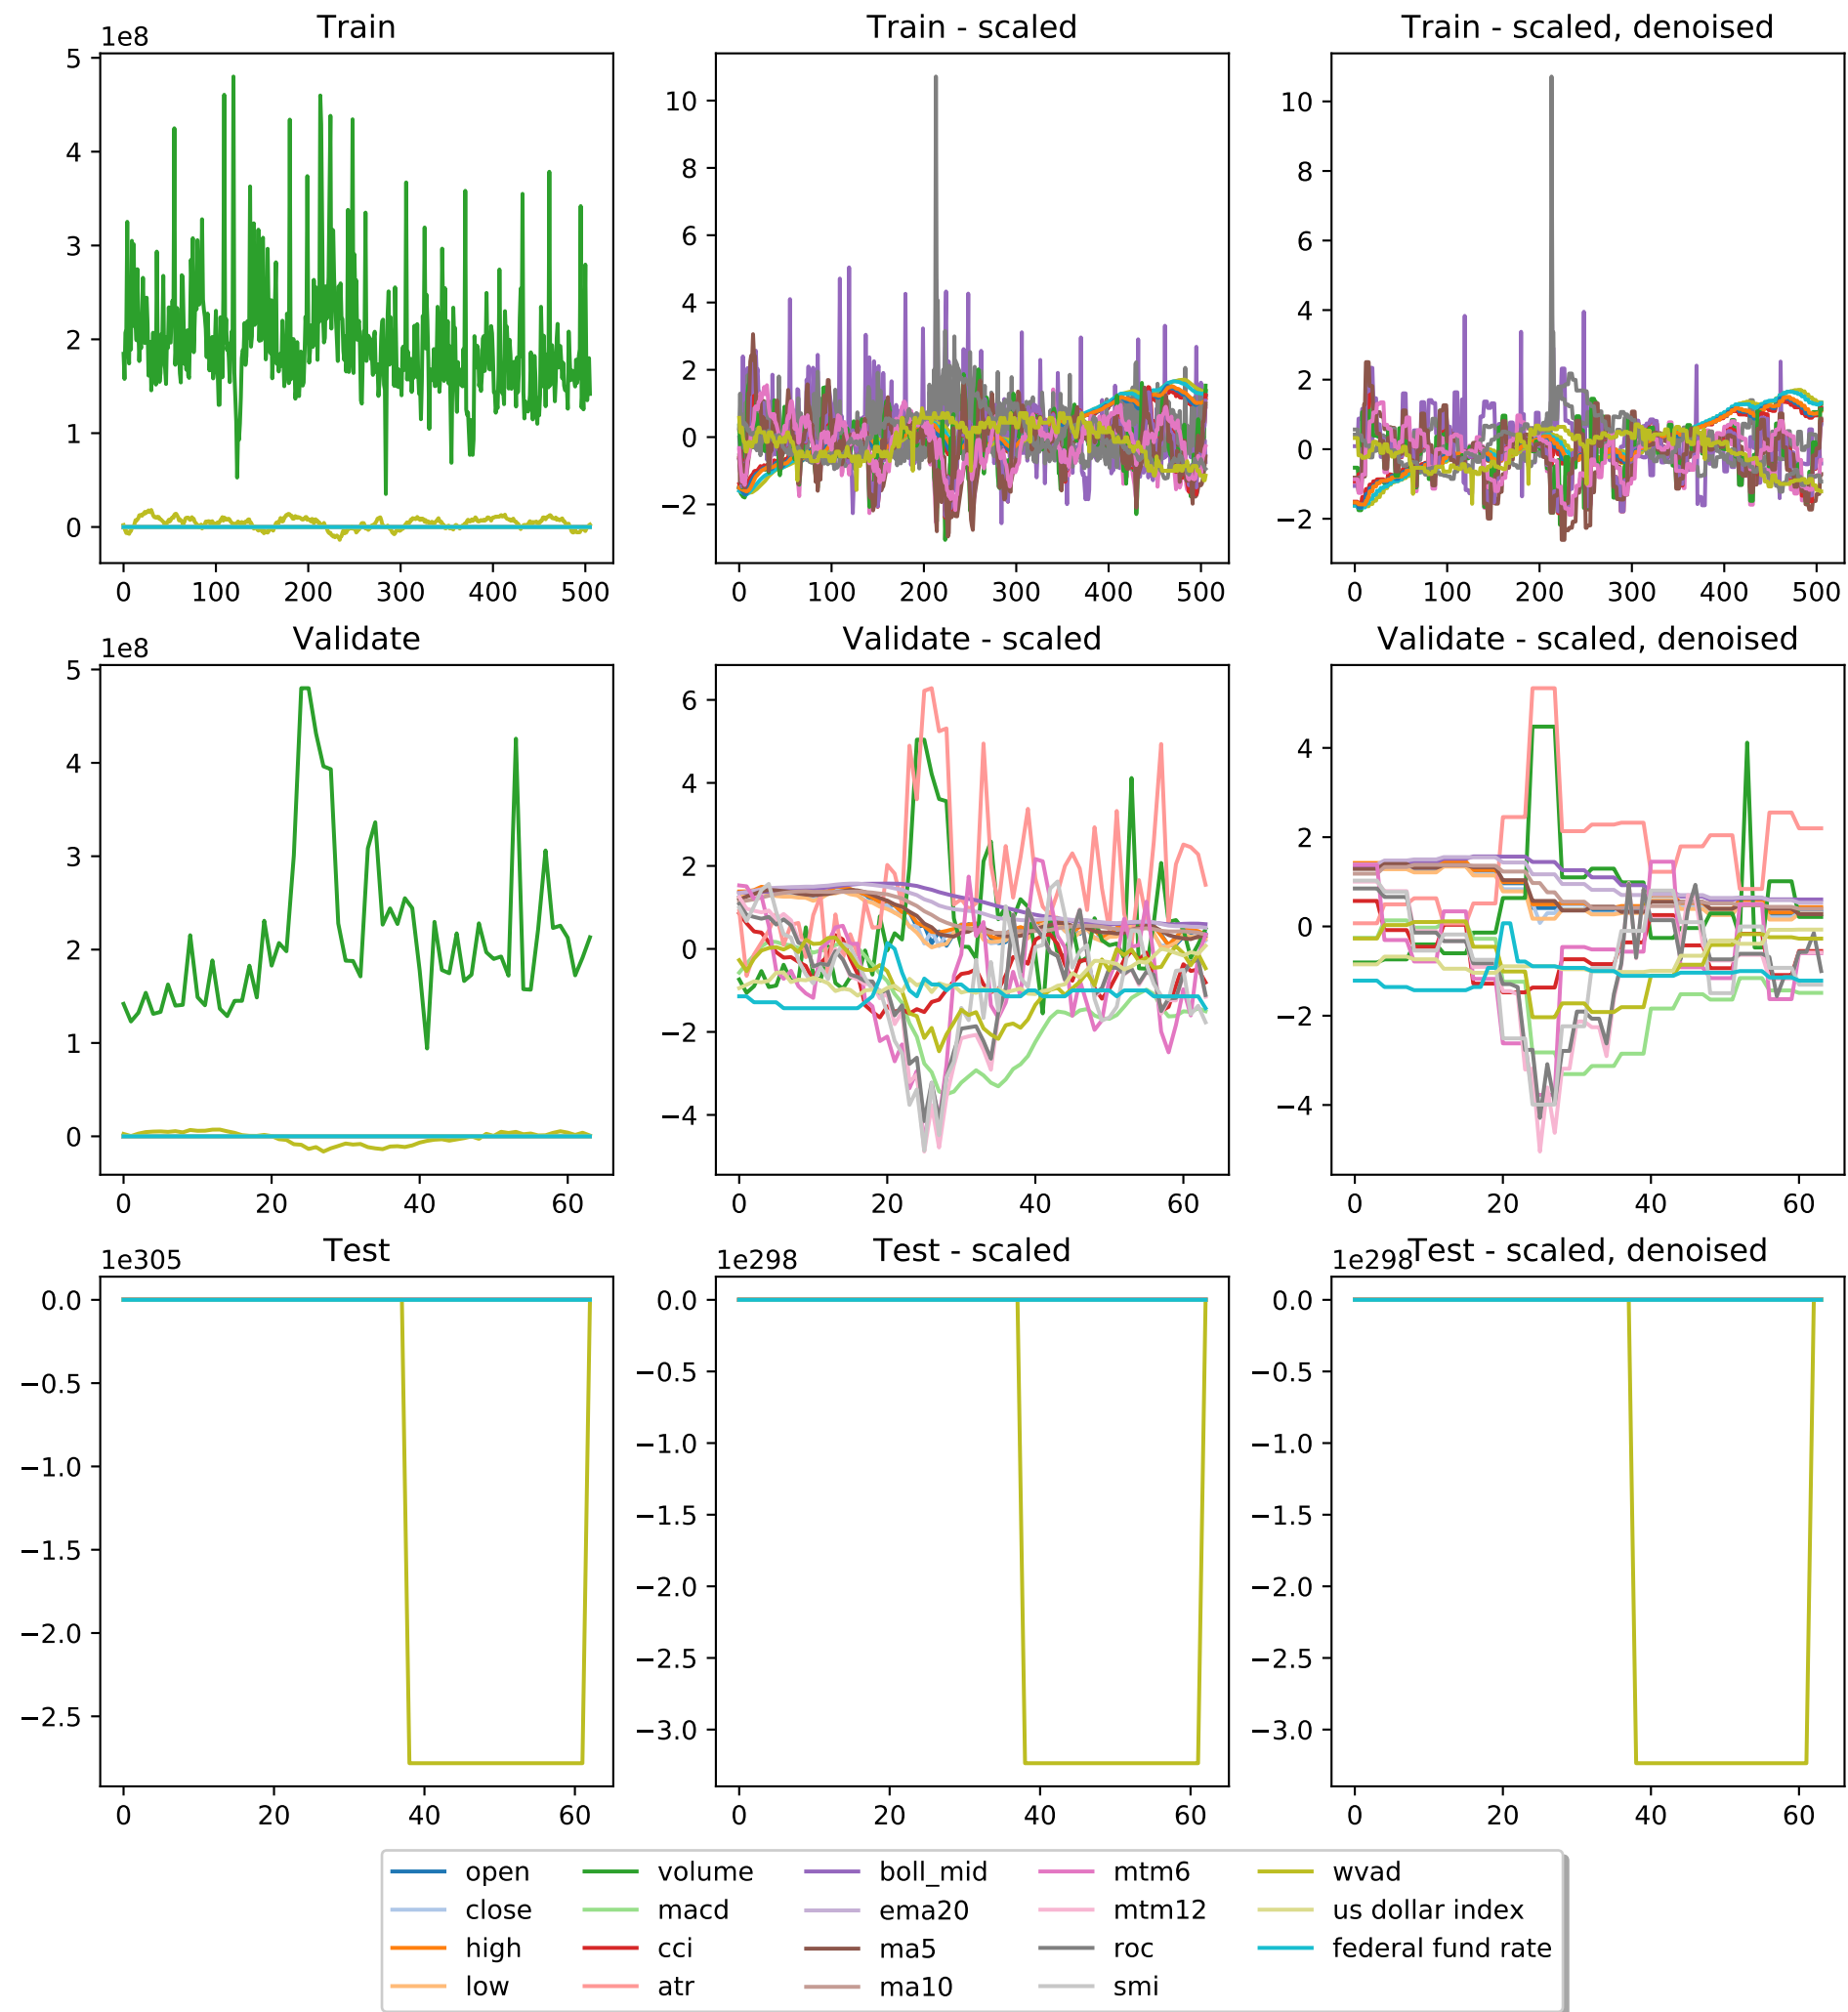 Train
Train - scaled
Train - scaled, denoised
1e8
5
4
3
2
1
0
0 100 200 300 400 500
10
8
6
4
2
0
−2
0 100 200 300 400 500
10
8
6
4
2
0
−2
0 100 200 300 400 500
Validate
Validate - scaled
Validate - scaled, denoised
1e8
5
4
3
2
1
0
0 20 40 60
6
4
2
0
−2
−4
0 20 40 60
4
2
0
−2
−4
0 20 40 60
Test
Test - scaled
Test - scaled, denoised
1e305
0.0
−0.5
−1.0
−1.5
−2.0
−2.5
0 20 40 60
1e298
0.0
−0.5
−1.0
−1.5
−2.0
−2.5
−3.0
0 20 40 60
1e298
0.0
−0.5
−1.0
−1.5
−2.0
−2.5
−3.0
0 20 40 60
open
close
high
low
volume
macd
cci
atr
boll_mid
ema20
ma5
ma10
mtm6
mtm12
roc
smi
wvad
us dollar index
federal fund rate